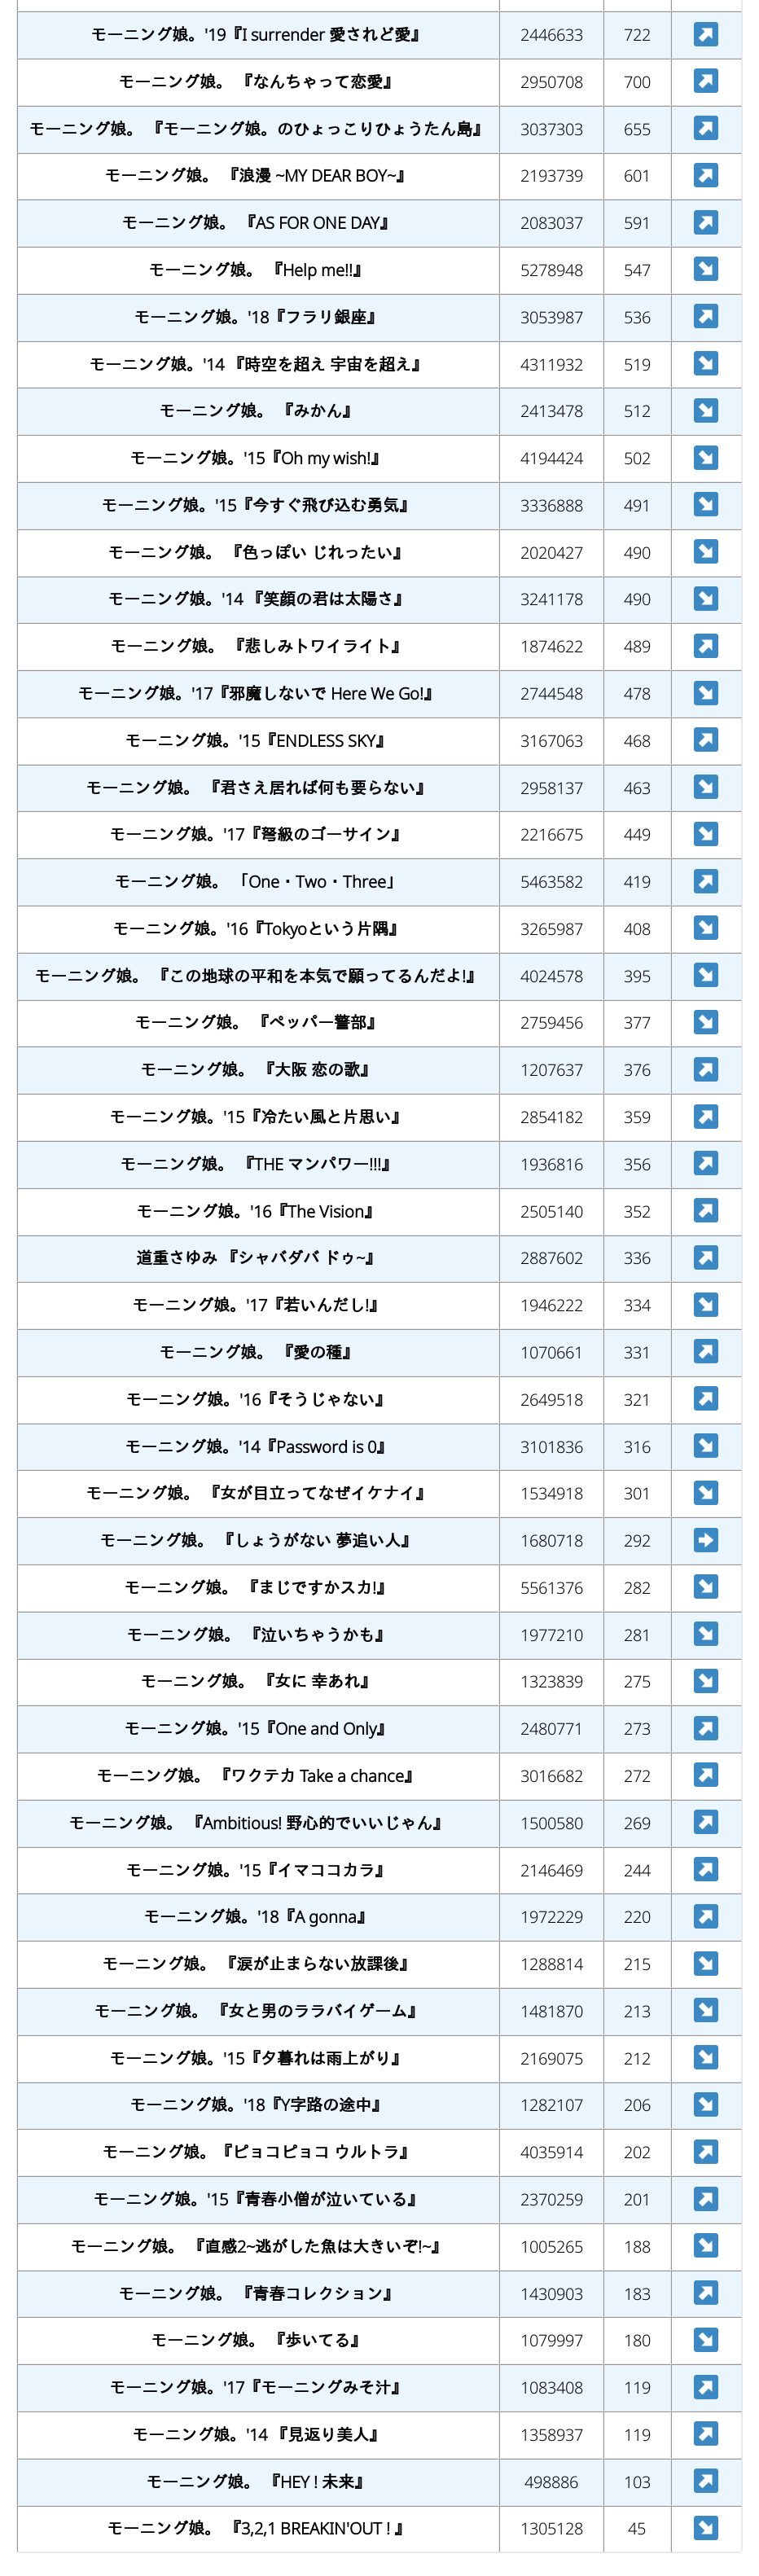 モーニング娘。'19『I surrender 愛されど愛』 2446633 722 ↗
モーニング娘。 『なんちゃって恋愛』 2950708 700 ↗
モーニング娘。 『モーニング娘。のひょっこりひょうたん島』 3037303 655 ↗
モーニング娘。 『浪漫 ~MY DEAR BOY~』 2193739 601 ↗
モーニング娘。 『AS FOR ONE DAY』 2083037 591 ↗
モーニング娘。 『Help me!!』 5278948 547 ↘
モーニング娘。'18『フラリ銀座』 3053987 536 ↗
モーニング娘。'14 『時空を超え 宇宙を超え』 4311932 519 ↘
モーニング娘。 『みかん』 2413478 512 ↘
モーニング娘。'15『Oh my wish!』 4194424 502 ↘
モーニング娘。'15『今すぐ飛び込む勇気』 3336888 491 ↘
モーニング娘。 『色っぽい じれったい』 2020427 490 ↘
モーニング娘。'14 『笑顔の君は太陽さ』 3241178 490 ↘
モーニング娘。 『悲しみトワイライト』 1874622 489 ↗
モーニング娘。'17『邪魔しないで Here We Go!』 2744548 478 ↘
モーニング娘。'15『ENDLESS SKY』 3167063 468 ↗
モーニング娘。 『君さえ居れば何も要らない』 2958137 463 ↘
モーニング娘。'17『弩級のゴーサイン』 2216675 449 ↘
モーニング娘。 「One・Two・Three」 5463582 419 ↗
モーニング娘。'16『Tokyoという片隅』 3265987 408 ↘
モーニング娘。 『この地球の平和を本気で願ってるんだよ!』 4024578 395 ↘
モーニング娘。 『ペッパー警部』 2759456 377 ↘
モーニング娘。 『大阪 恋の歌』 1207637 376 ↗
モーニング娘。'15『冷たい風と片思い』 2854182 359 ↗
モーニング娘。 『THE マンパワー!!!』 1936816 356 ↗
モーニング娘。'16『The Vision』 2505140 352 ↗
道重さゆみ 『シャバダバ ドゥ~』 2887602 336 ↗
モーニング娘。'17『若いんだし!』 1946222 334 ↘
モーニング娘。 『愛の種』 1070661 331 ↗
モーニング娘。'16『そうじゃない』 2649518 321 ↗
モーニング娘。'14『Password is 0』 3101836 316 ↘
モーニング娘。 『女が目立ってなぜイケナイ』 1534918 301 ↘
モーニング娘。 『しょうがない 夢追い人』 1680718 292 →
モーニング娘。 『まじですかスカ!』 5561376 282 ↘
モーニング娘。 『泣いちゃうかも』 1977210 281 ↘
モーニング娘。 『女に 幸あれ』 1323839 275 ↘
モーニング娘。'15『One and Only』 2480771 273 ↗
モーニング娘。 『ワクテカ Take a chance』 3016682 272 ↗
モーニング娘。 『Ambitious! 野心的でいいじゃん』 1500580 269 ↗
モーニング娘。'15『イマココカラ』 2146469 244 ↗
モーニング娘。'18『A gonna』 1972229 220 ↗
モーニング娘。 『涙が止まらない放課後』 1288814 215 ↘
モーニング娘。 『女と男のララバイゲーム』 1481870 213 ↘
モーニング娘。'15『夕暮れは雨上がり』 2169075 212 ↘
モーニング娘。'18『Y字路の途中』 1282107 206 ↘
モーニング娘。『ピョコピョコ ウルトラ』 4035914 202 ↗
モーニング娘。'15『青春小僧が泣いている』 2370259 201 ↗
モーニング娘。 『直感2~逃がした魚は大きいぞ!~』 1005265 188 ↘
モーニング娘。 『青春コレクション』 1430903 183 ↗
モーニング娘。 『歩いてる』 1079997 180 ↘
モーニング娘。'17『モーニングみそ汁』 1083408 119 ↗
モーニング娘。'14 『見返り美人』 1358937 119 ↗
モーニング娘。 『HEY ! 未来』 498886 103 ↗
モーニング娘。 『3,2,1 BREAKIN'OUT ! 』 1305128 45 ↘